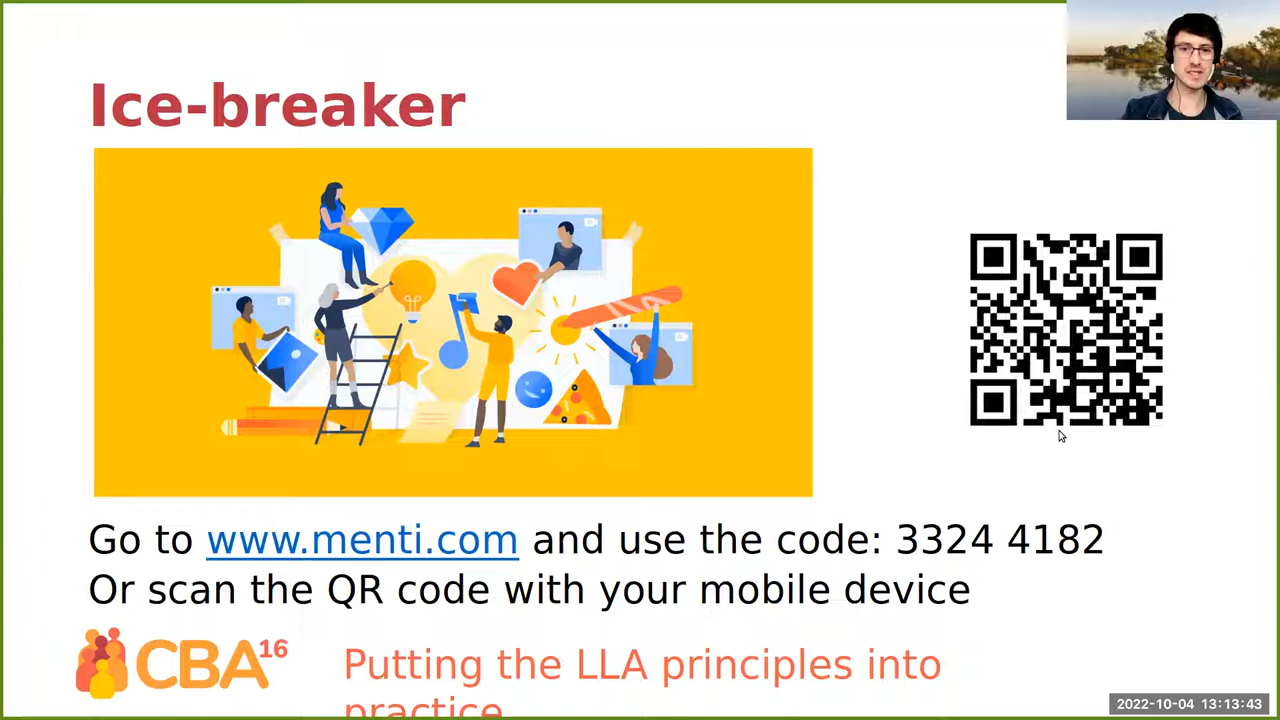 Ice-breaker
Go to www.menti.com and use the code: 3324 4182
Or scan the QR code with your mobile device
CBA16
Putting the LLA principles into
practice
2022-10-04 13:13:43